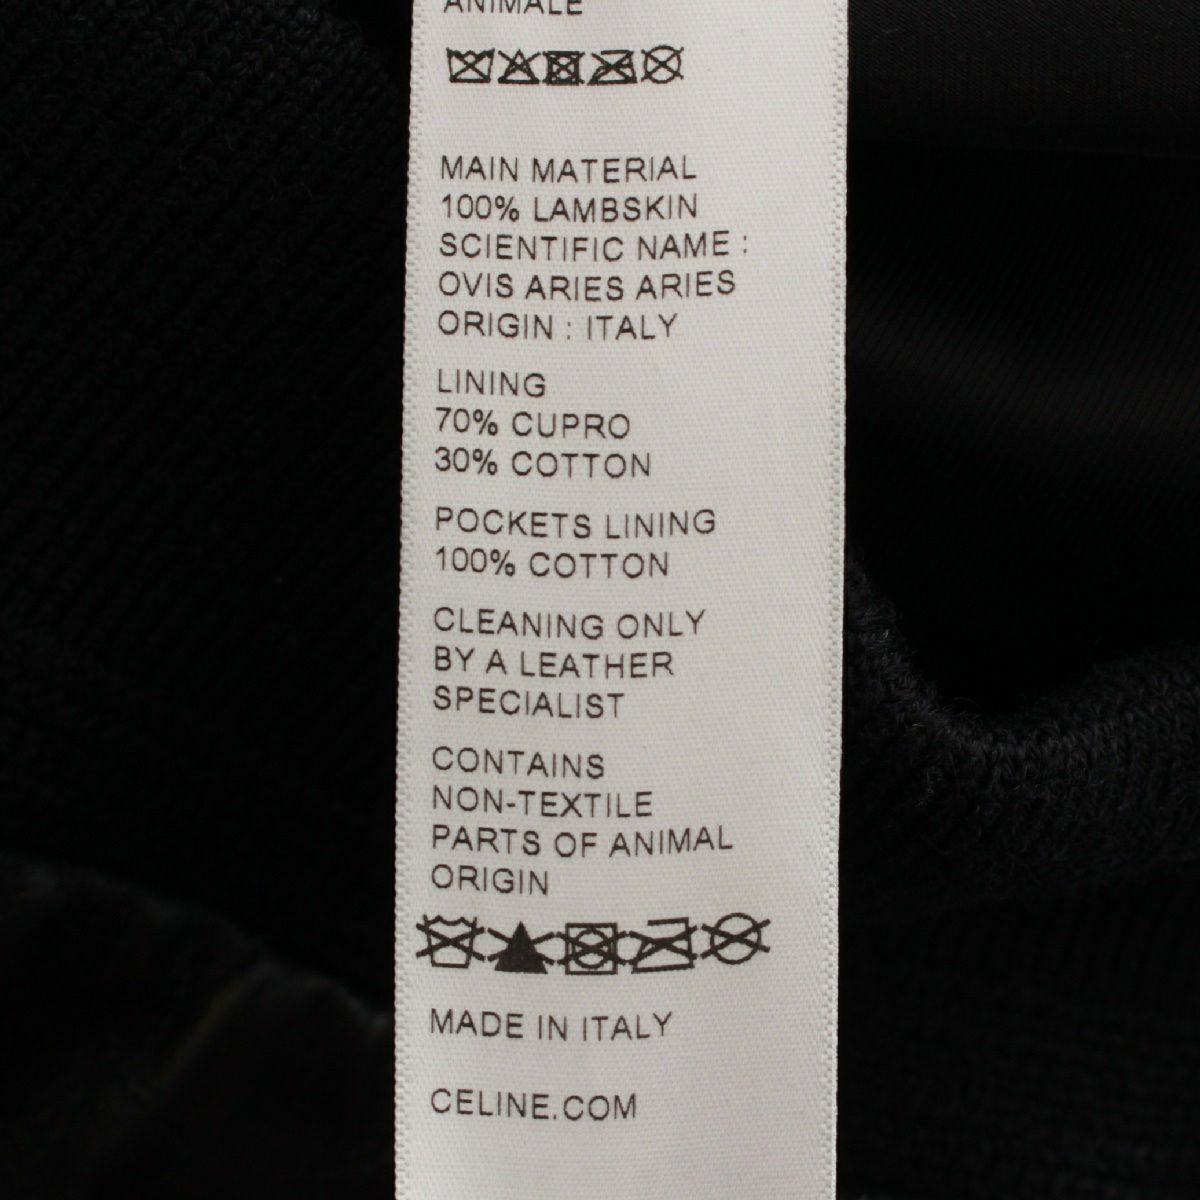 ANIMALE
MAIN MATERIAL
100% LAMBSKIN
SCIENTIFIC NAME :
OVIS ARIES ARIES
ORIGIN : ITALY
LINING
70% CUPRO
30% COTTON
POCKETS LINING
100% COTTON
CLEANING ONLY
BY A LEATHER
SPECIALIST
CONTAINS
NON-TEXTILE
PARTS OF ANIMAL
ORIGIN
MADE IN ITALY
CELINE.COM